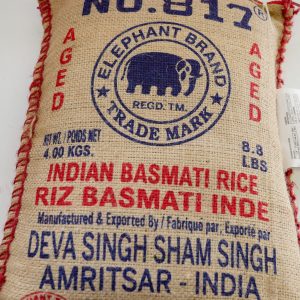 No. 817®
AGED
AGED
ELEPHANT BRAND
REGD. TM.
TRADE MARK
NET WT. / POIDS NET
4.00 KGS.
8.8
LBS
INDIAN BASMATI RICE
RIZ BASMATI INDE
Manufactured & Exported By / Fabrique par, Exporté par
DEVA SINGH SHAM SINGH
AMRITSAR - INDIA